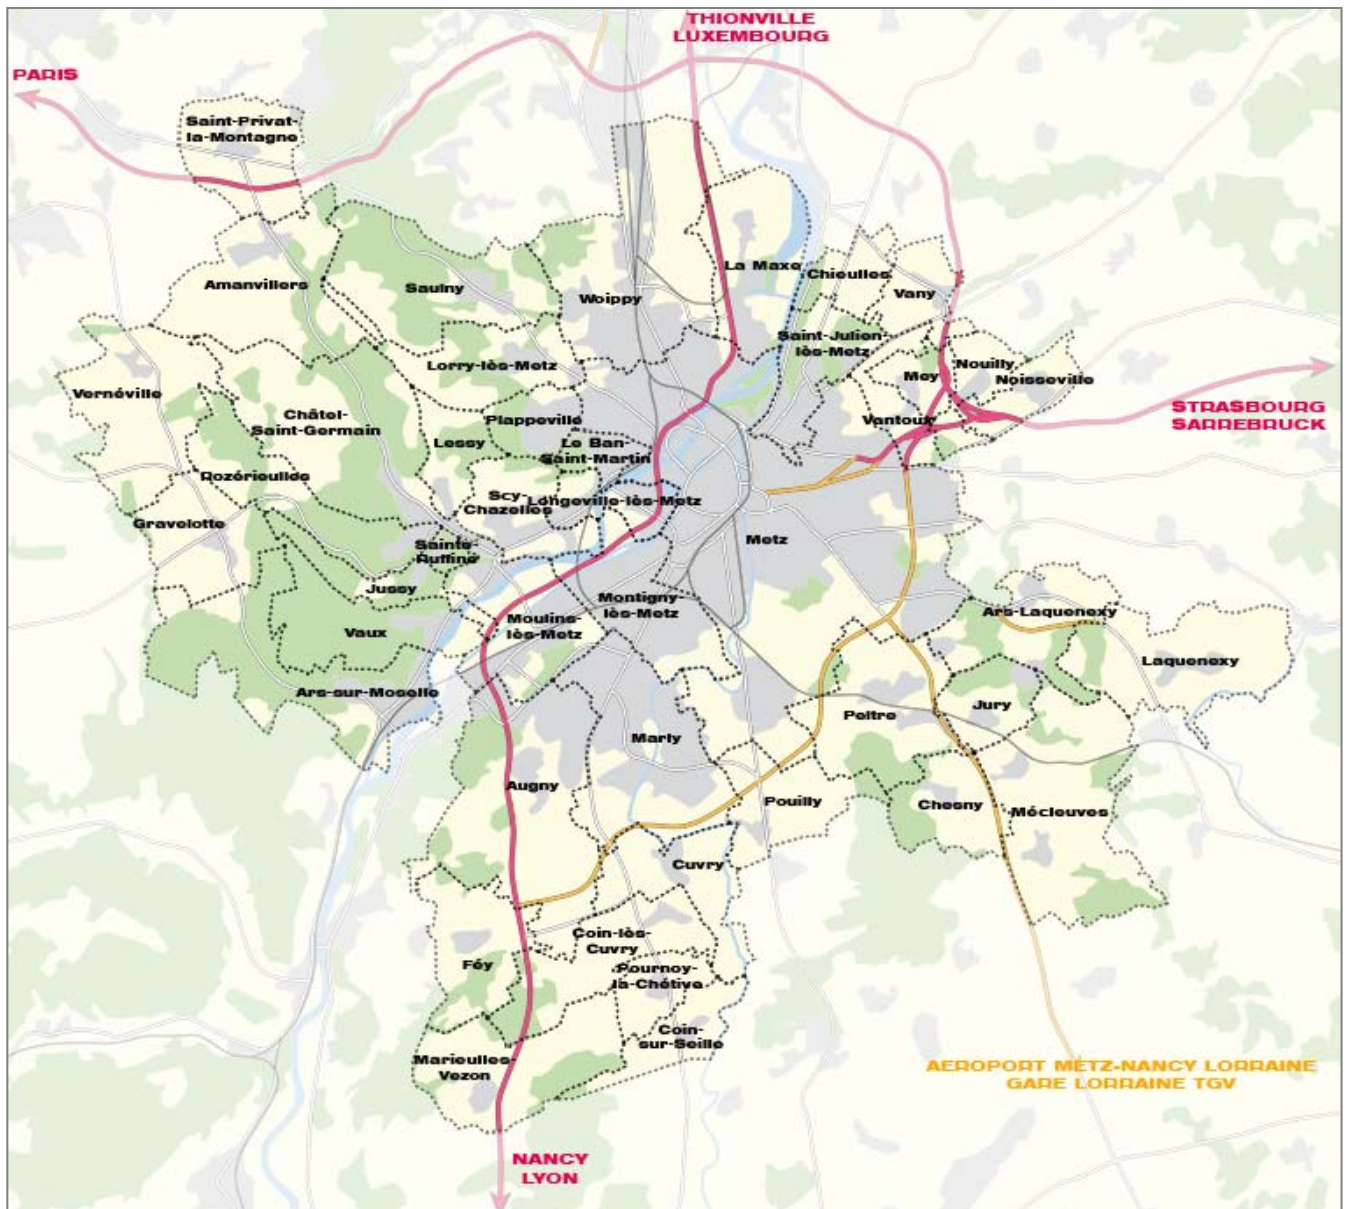 THIONVILLE
LUXEMBOURG
PARIS
Saint-Privat-
la-Montagne
La Maxe
Chieulles
Amanvillers
Saulny
Woippy
Vany
Saint-Julien-
lès-Metz
Lorry-lès-Metz
Mey
Nouilly
Noisseville
Vernéville
Châtel-
Saint-Germain
Plappeville
Vantoux
STRASBOURG
SARREBRUCK
Lessy
Le Ban-
Saint-Martin
Rozérieulles
Scy-
Chazelles
Longeville-lès-Metz
Gravelotte
Metz
Sainte-
Ruffine
Jussy
Montigny-
lès-Metz
Moulins-
lès-Metz
Ars-Laquenexy
Vaux
Laquenexy
Ars-sur-Moselle
Jury
Peltre
Marly
Augny
Pouilly
Chesny
Mécleuves
Cuvry
Coin-lès-
Cuvry
Féy
Pournoy-
la-Chétive
Coin-
sur-Seille
Marieulles-
Vezon
AEROPORT METZ-NANCY LORRAINE
GARE LORRAINE TGV
NANCY
LYON